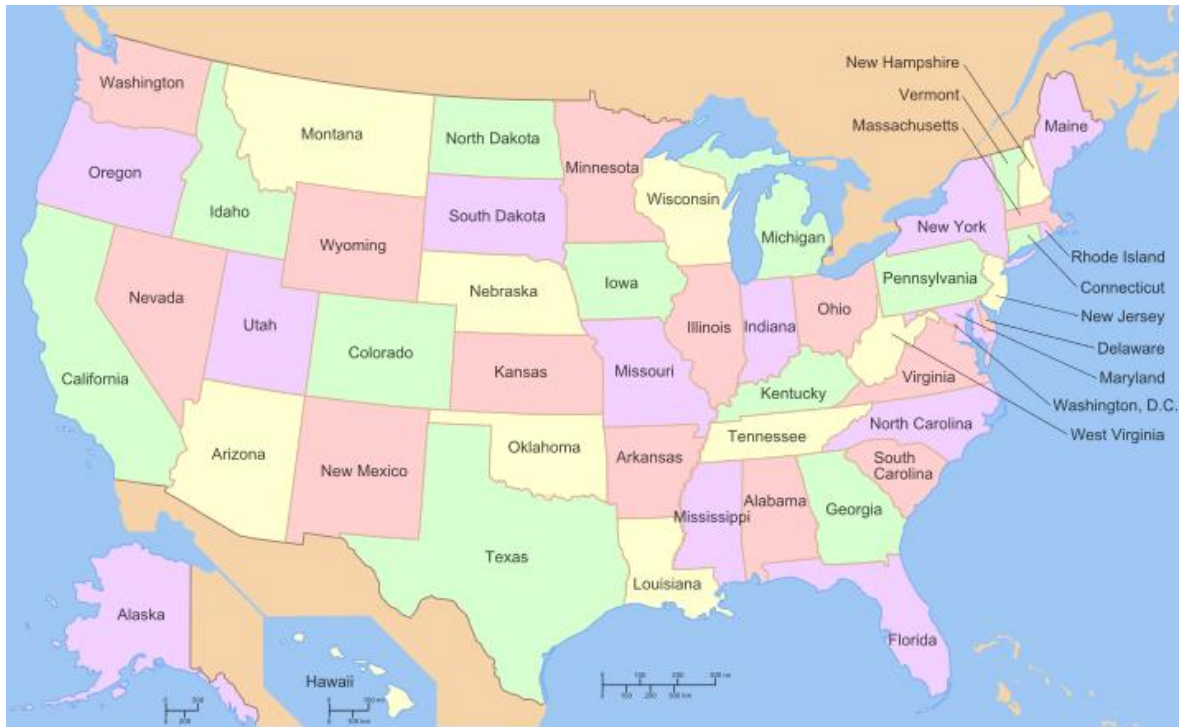 Washington
Oregon
California
Nevada
Idaho
Montana
Wyoming
Utah
Arizona
Colorado
New Mexico
North Dakota
South Dakota
Nebraska
Kansas
Oklahoma
Texas
Minnesota
Iowa
Missouri
Arkansas
Louisiana
Wisconsin
Illinois
Michigan
Indiana
Ohio
Kentucky
Tennessee
Mississippi
Alabama
Georgia
Florida
South
Carolina
North Carolina
Virginia
Pennsylvania
New York
Maine
New Hampshire
Vermont
Massachusetts
Rhode Island
Connecticut
New Jersey
Delaware
Maryland
Washington, D.C.
West Virginia
Alaska
Hawaii